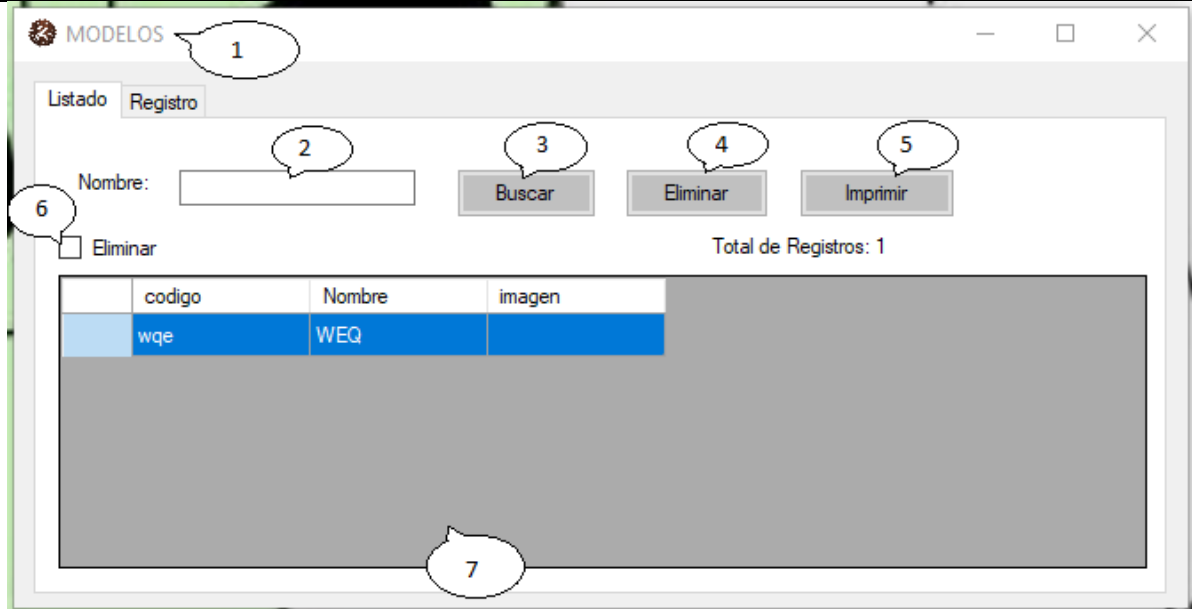 MODELOS
1
Listado Registro
2 3 4 5
Nombre: Buscar Eliminar Imprimir
6
Eliminar Total de Registros: 1
codigo Nombre imagen
wqe WEQ
7